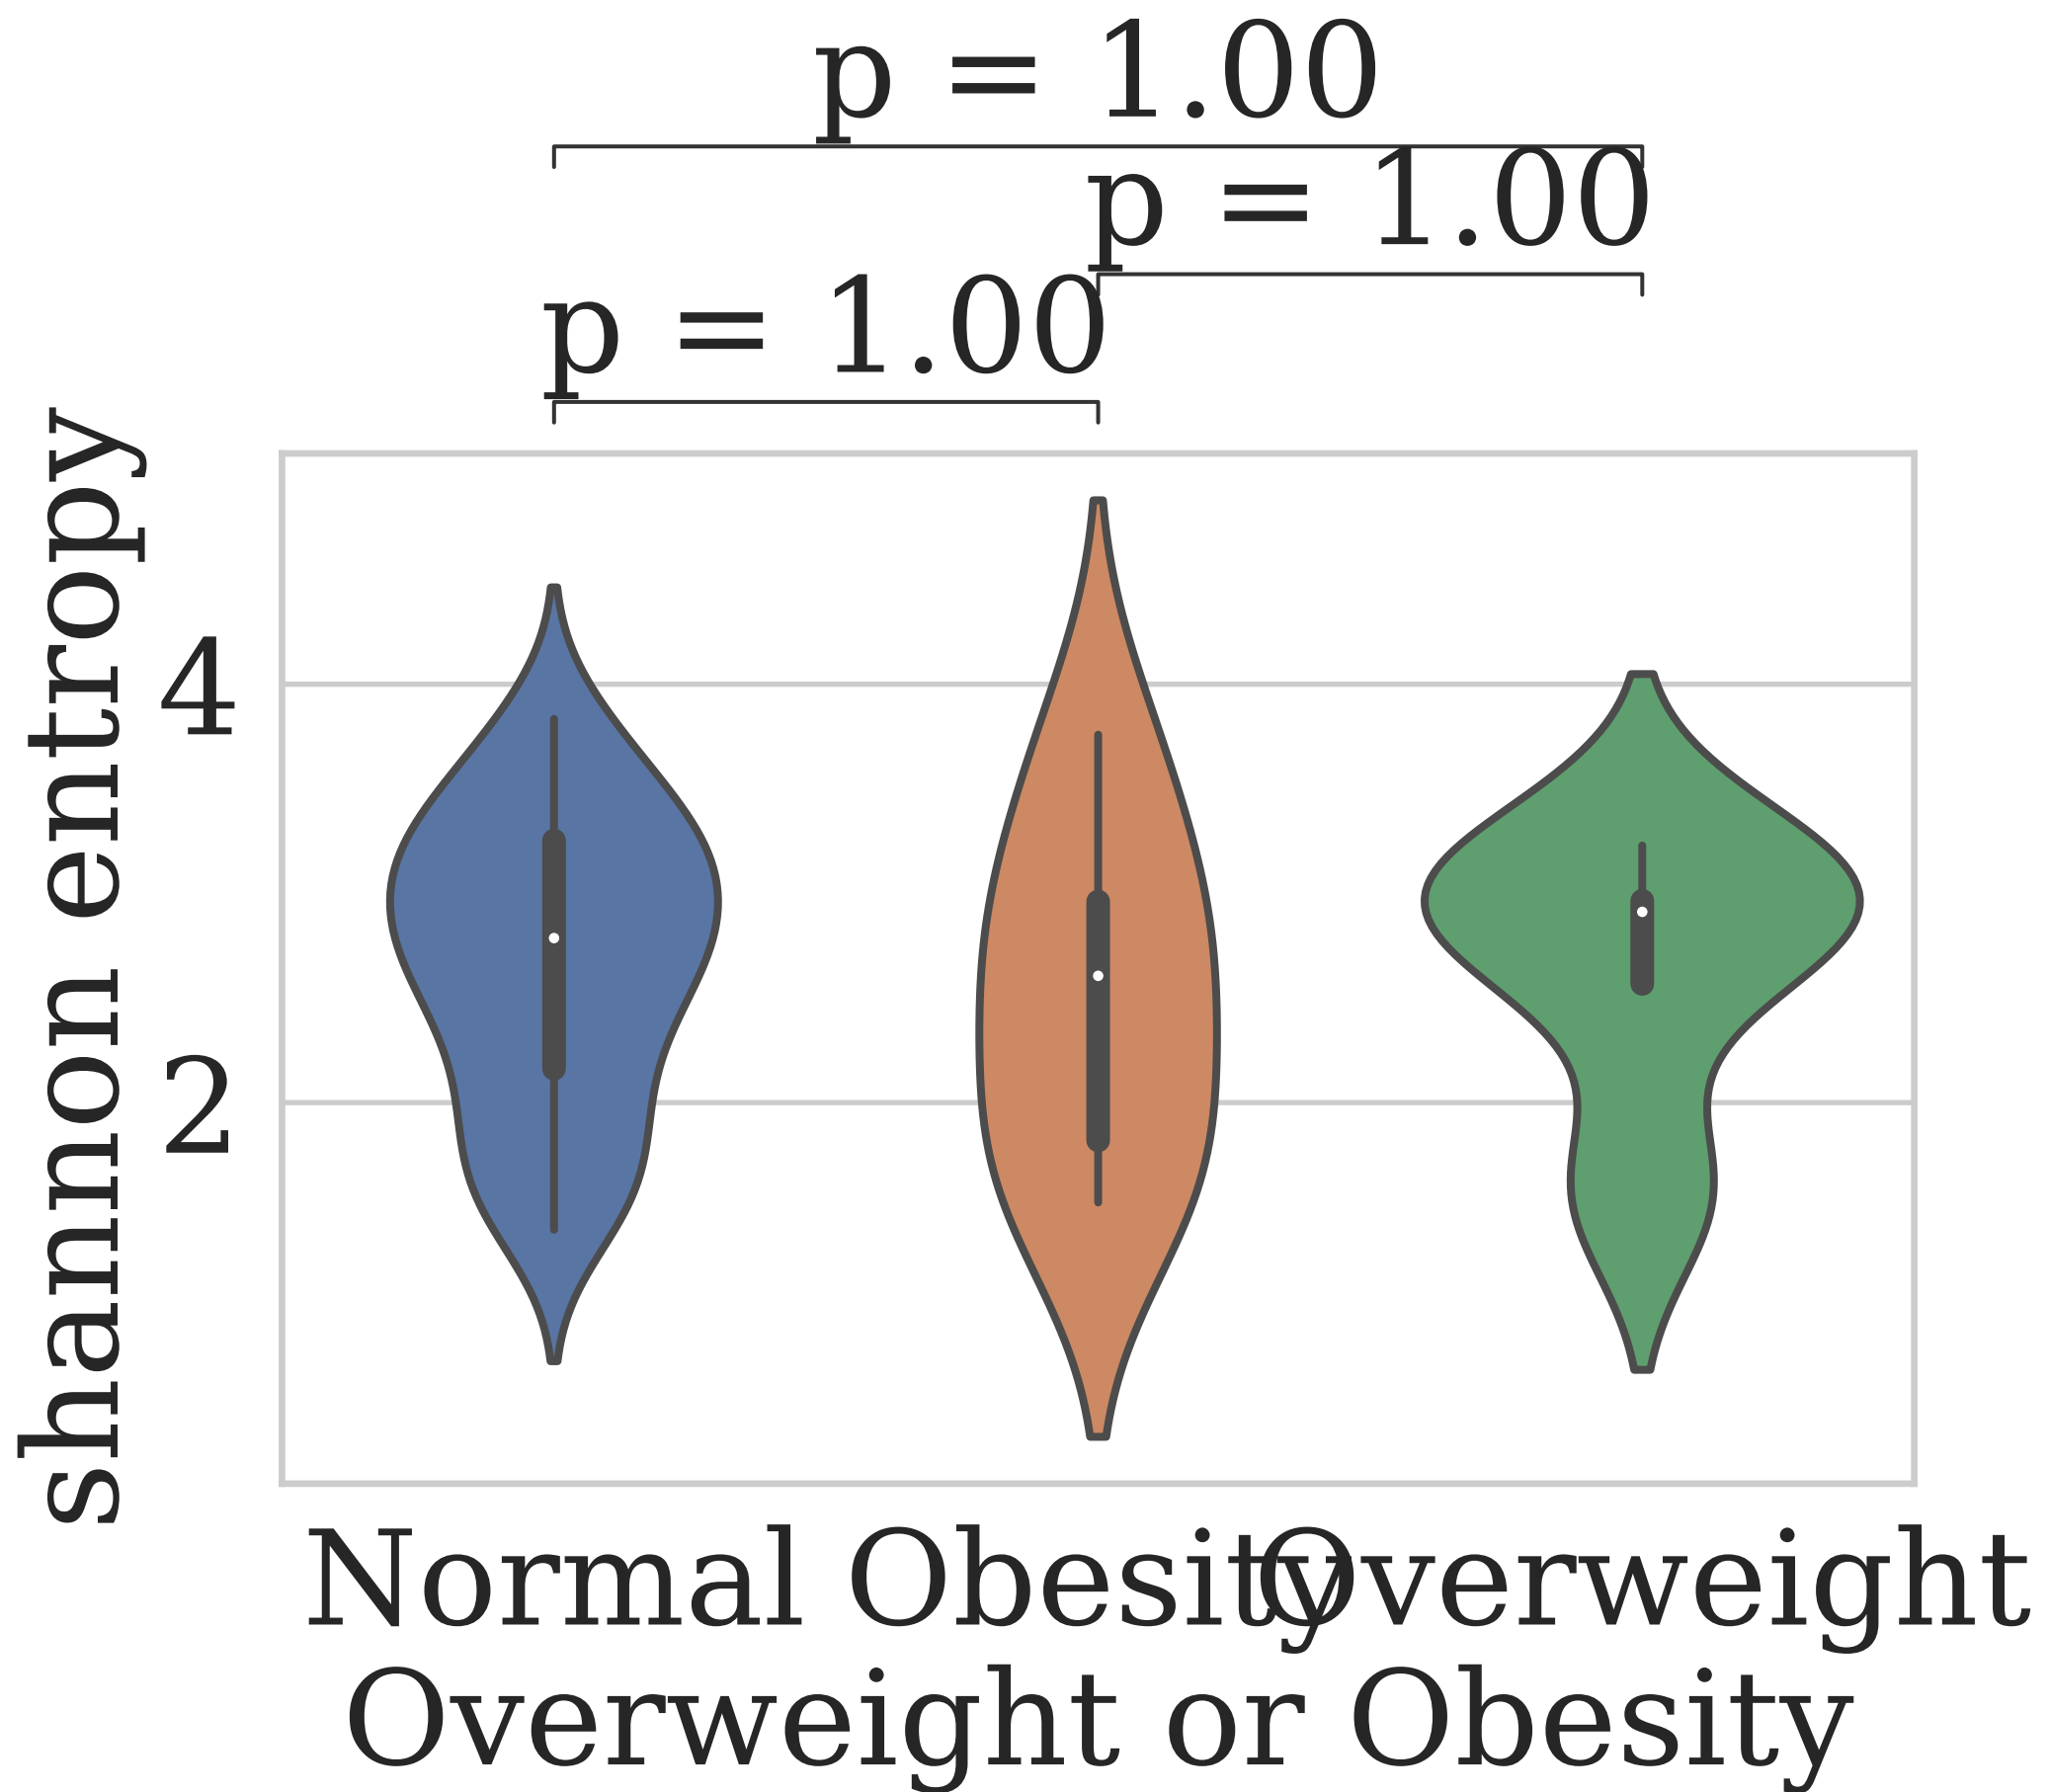 p = 1.00
p = 1.00
p = 1.00
shannon entropy
4
2
Normal Obesity Overweight
Overweight or Obesity